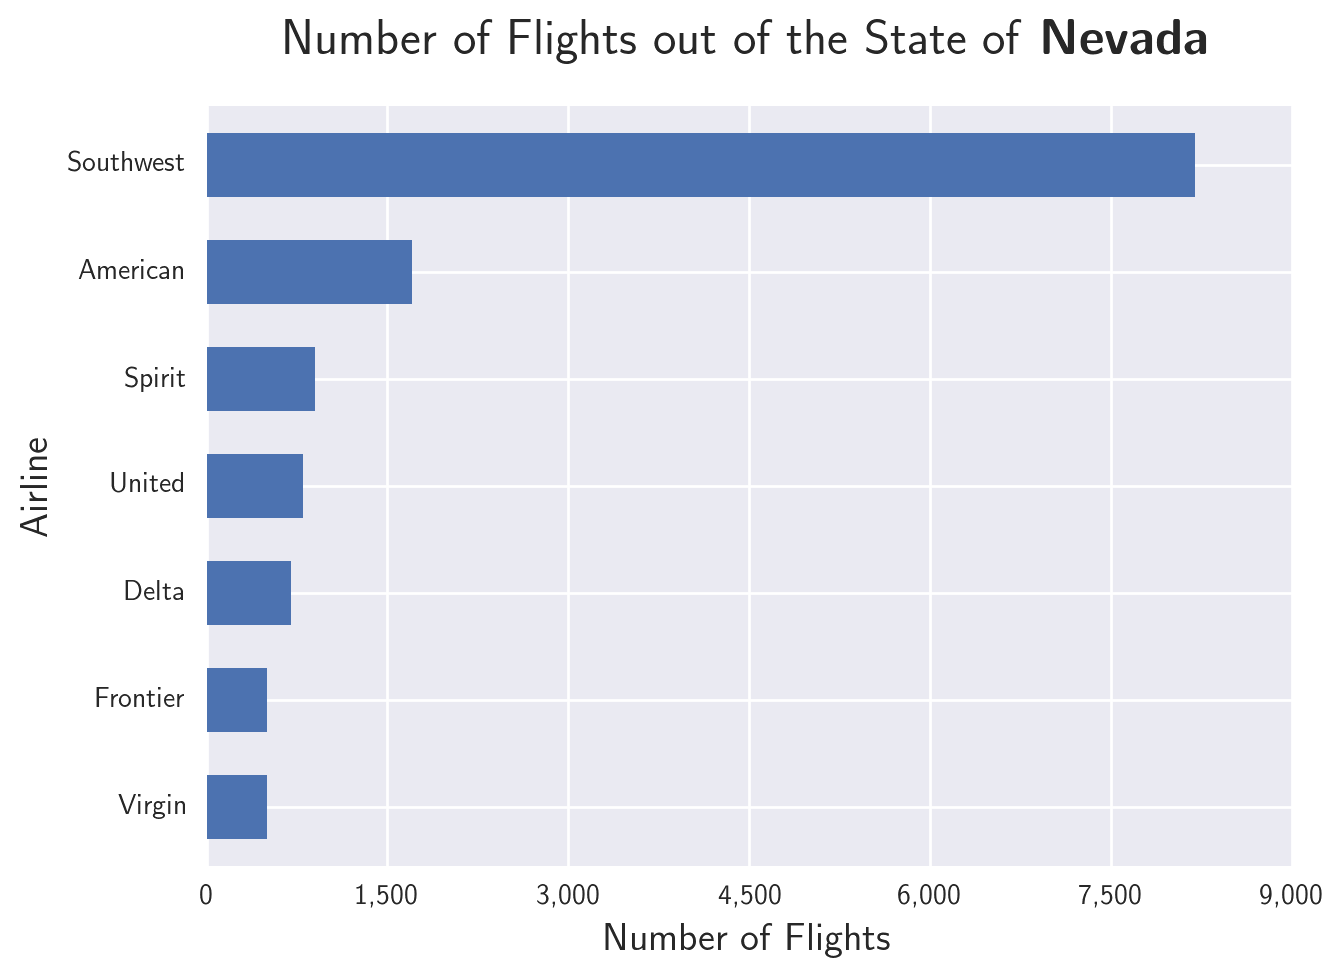 Number of Flights out of the State of Nevada
Southwest
American
Spirit
United
Delta
Frontier
Virgin
Airline
0 1,500 3,000 4,500 6,000 7,500 9,000
Number of Flights